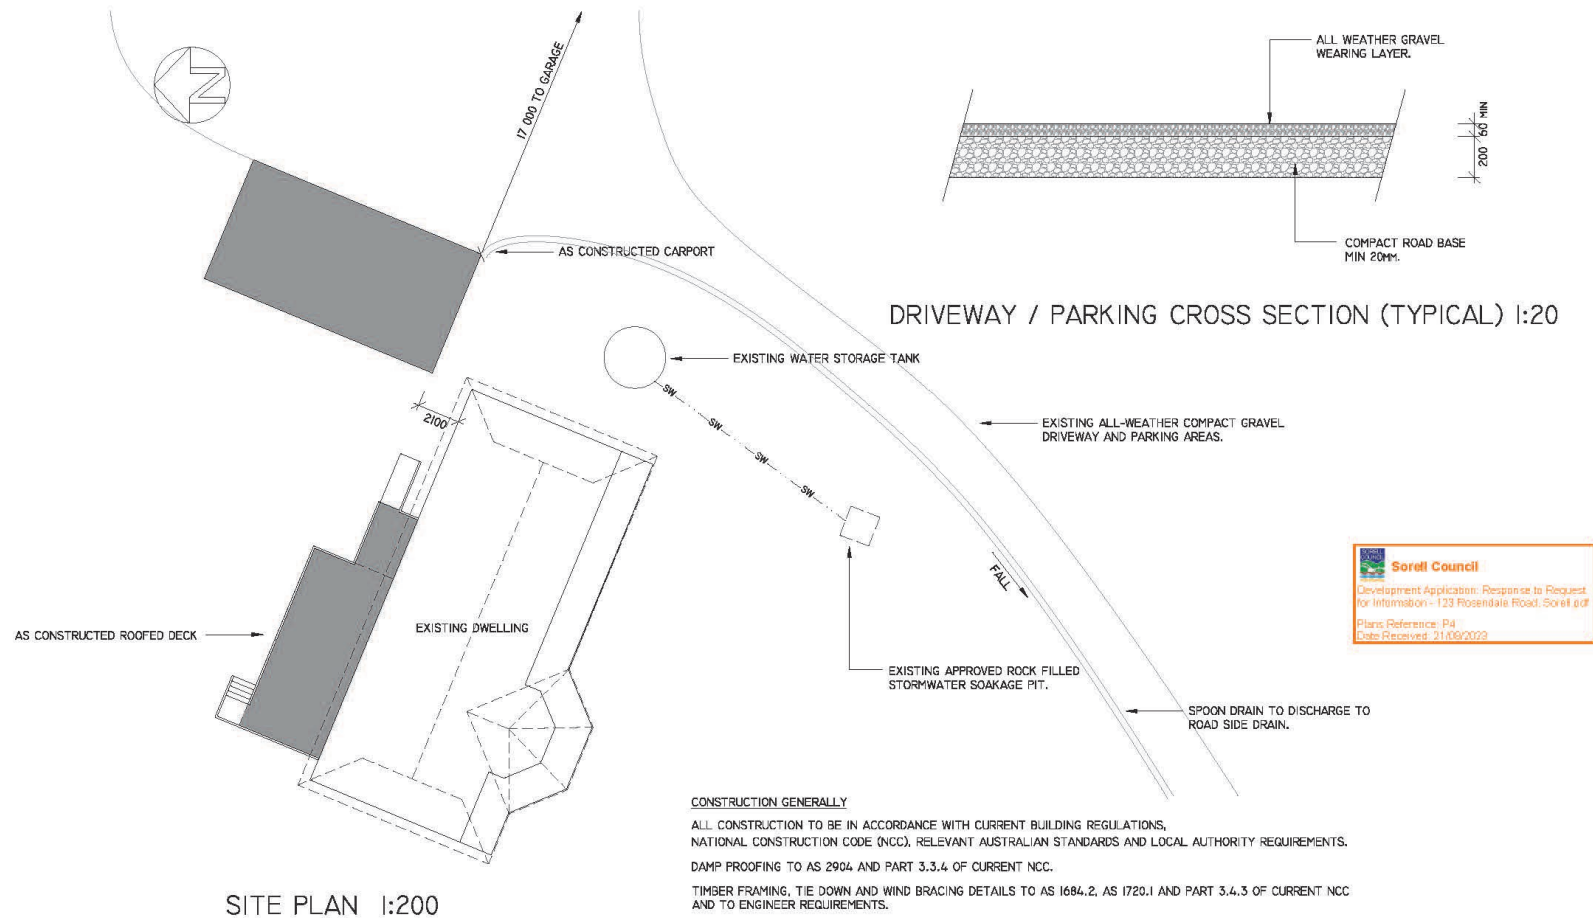 N
17 000 TO GARAGE
AS CONSTRUCTED CARPORT
ALL WEATHER GRAVEL
WEARING LAYER.
60 MIN
200
COMPACT ROAD BASE
MIN 20MM.
DRIVEWAY / PARKING CROSS SECTION (TYPICAL) 1:20
EXISTING WATER STORAGE TANK
SW
SW
SW
SW
2100
EXISTING ALL-WEATHER COMPACT GRAVEL
DRIVEWAY AND PARKING AREAS.
FALL
SORELL
COUNCIL
Sorell Council
Development Application: Response to Request
for Information - 123 Rosendale Road, Sorell.pdf
Plans Reference: P4
Date Received: 21/09/2023
AS CONSTRUCTED ROOFED DECK
EXISTING DWELLING
EXISTING APPROVED ROCK FILLED
STORMWATER SOAKAGE PIT.
SPOON DRAIN TO DISCHARGE TO
ROAD SIDE DRAIN.
CONSTRUCTION GENERALLY
ALL CONSTRUCTION TO BE IN ACCORDANCE WITH CURRENT BUILDING REGULATIONS,
NATIONAL CONSTRUCTION CODE (NCC), RELEVANT AUSTRALIAN STANDARDS AND LOCAL AUTHORITY REQUIREMENTS.
DAMP PROOFING TO AS 2904 AND PART 3.3.4 OF CURRENT NCC.
TIMBER FRAMING, TIE DOWN AND WIND BRACING DETAILS TO AS 1684.2, AS 1720.1 AND PART 3.4.3 OF CURRENT NCC
AND TO ENGINEER REQUIREMENTS.
SITE PLAN 1:200